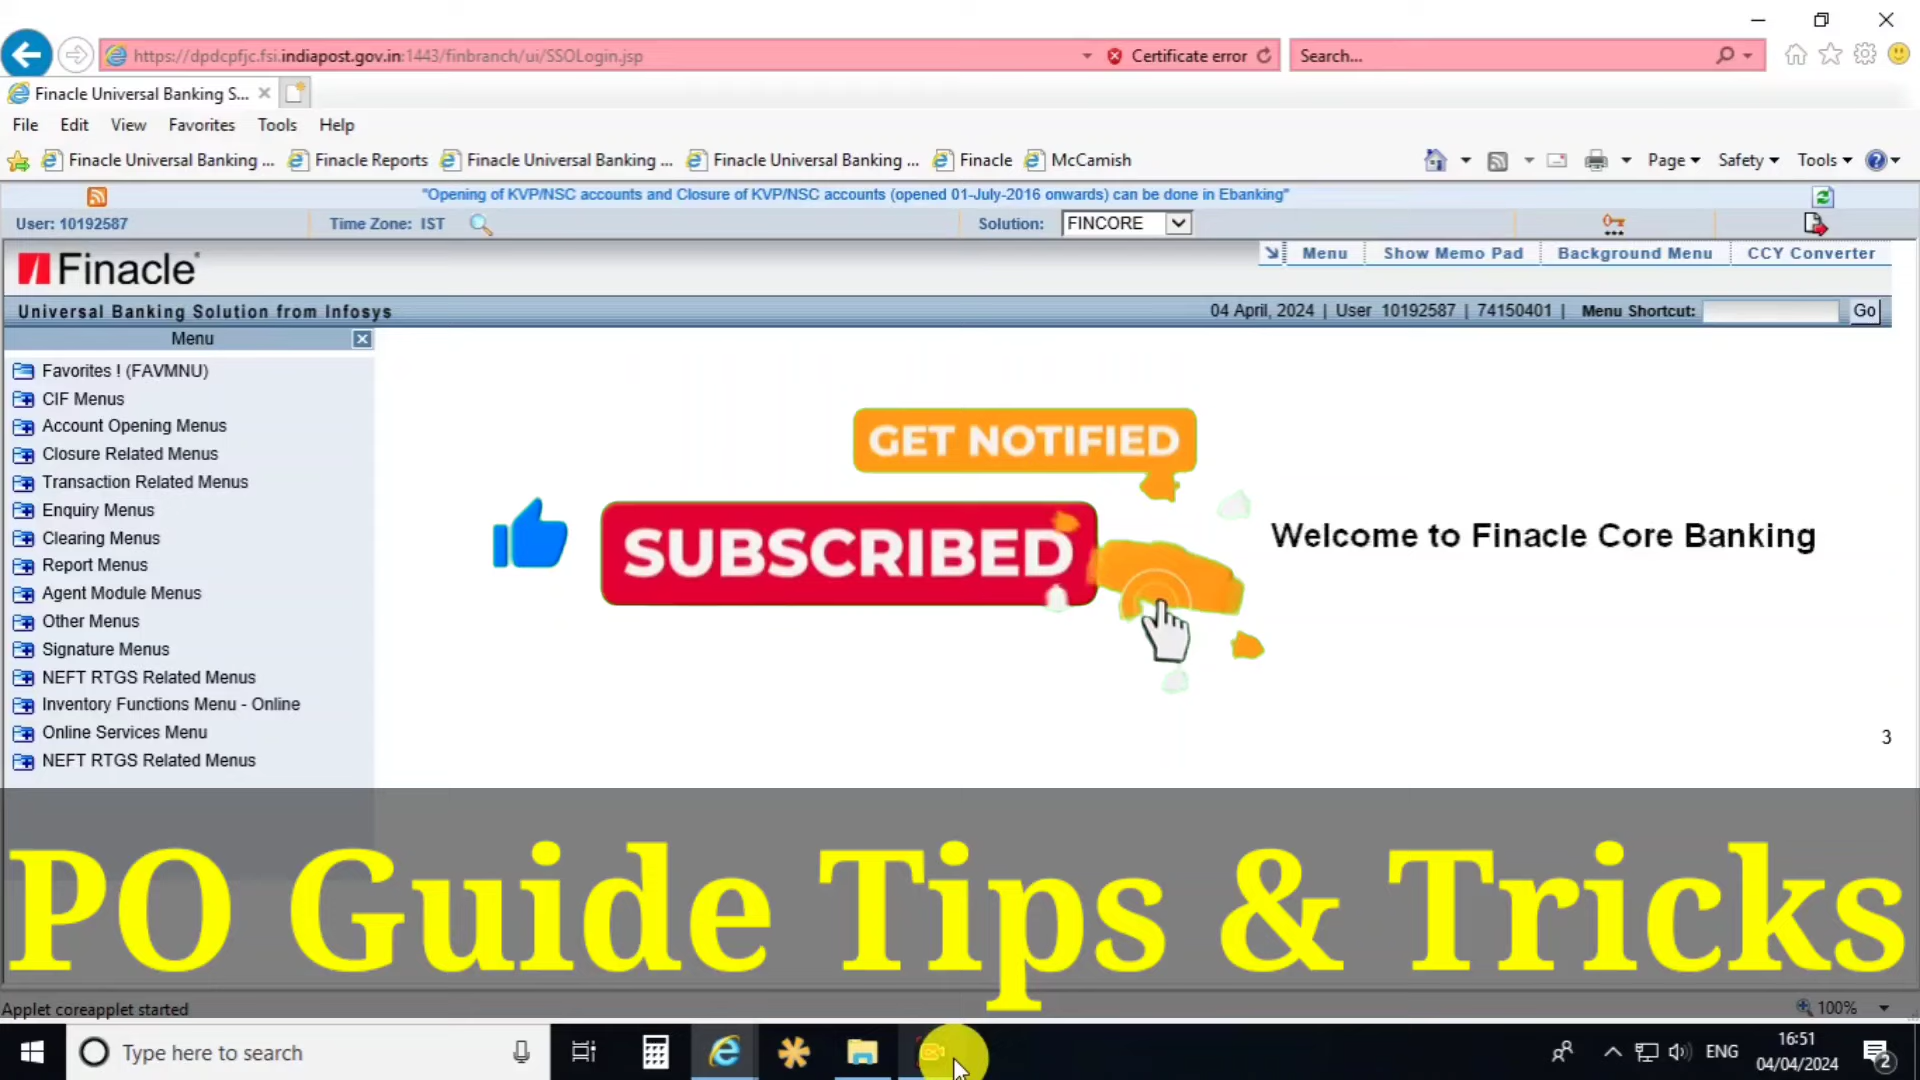 https://dpdcpfjc.fsi.indiapost.gov.in:1443/finbranch/ui/SSOLogin.jsp Certificate error Search...
Finacle Universal Banking S...
File Edit View Favorites Tools Help
Finacle Universal Banking ... Finacle Reports Finacle Universal Banking ... Finacle Universal Banking ... Finacle McCamish Page Safety Tools
"Opening of KVP/NSC accounts and Closure of KVP/NSC accounts (opened 01-July-2016 onwards) can be done in Ebanking"
User: 10192587 Time Zone: IST Solution: FINCORE
Finacle Menu Show Memo Pad Background Menu CCY Converter
Universal Banking Solution from Infosys 04 April, 2024 | User 10192587 | 74150401 | Menu Shortcut: Go
Menu
Favorites ! (FAVMNU)
CIF Menus
Account Opening Menus
Closure Related Menus
Transaction Related Menus
Enquiry Menus
Clearing Menus
Report Menus
Agent Module Menus
Other Menus
Signature Menus
NEFT RTGS Related Menus
Inventory Functions Menu - Online
Online Services Menu
NEFT RTGS Related Menus
GET NOTIFIED
SUBSCRIBED
Welcome to Finacle Core Banking
3
PO Guide Tips & Tricks
Applet coreapplet started 100%
Type here to search ENG 16:51
04/04/2024 2